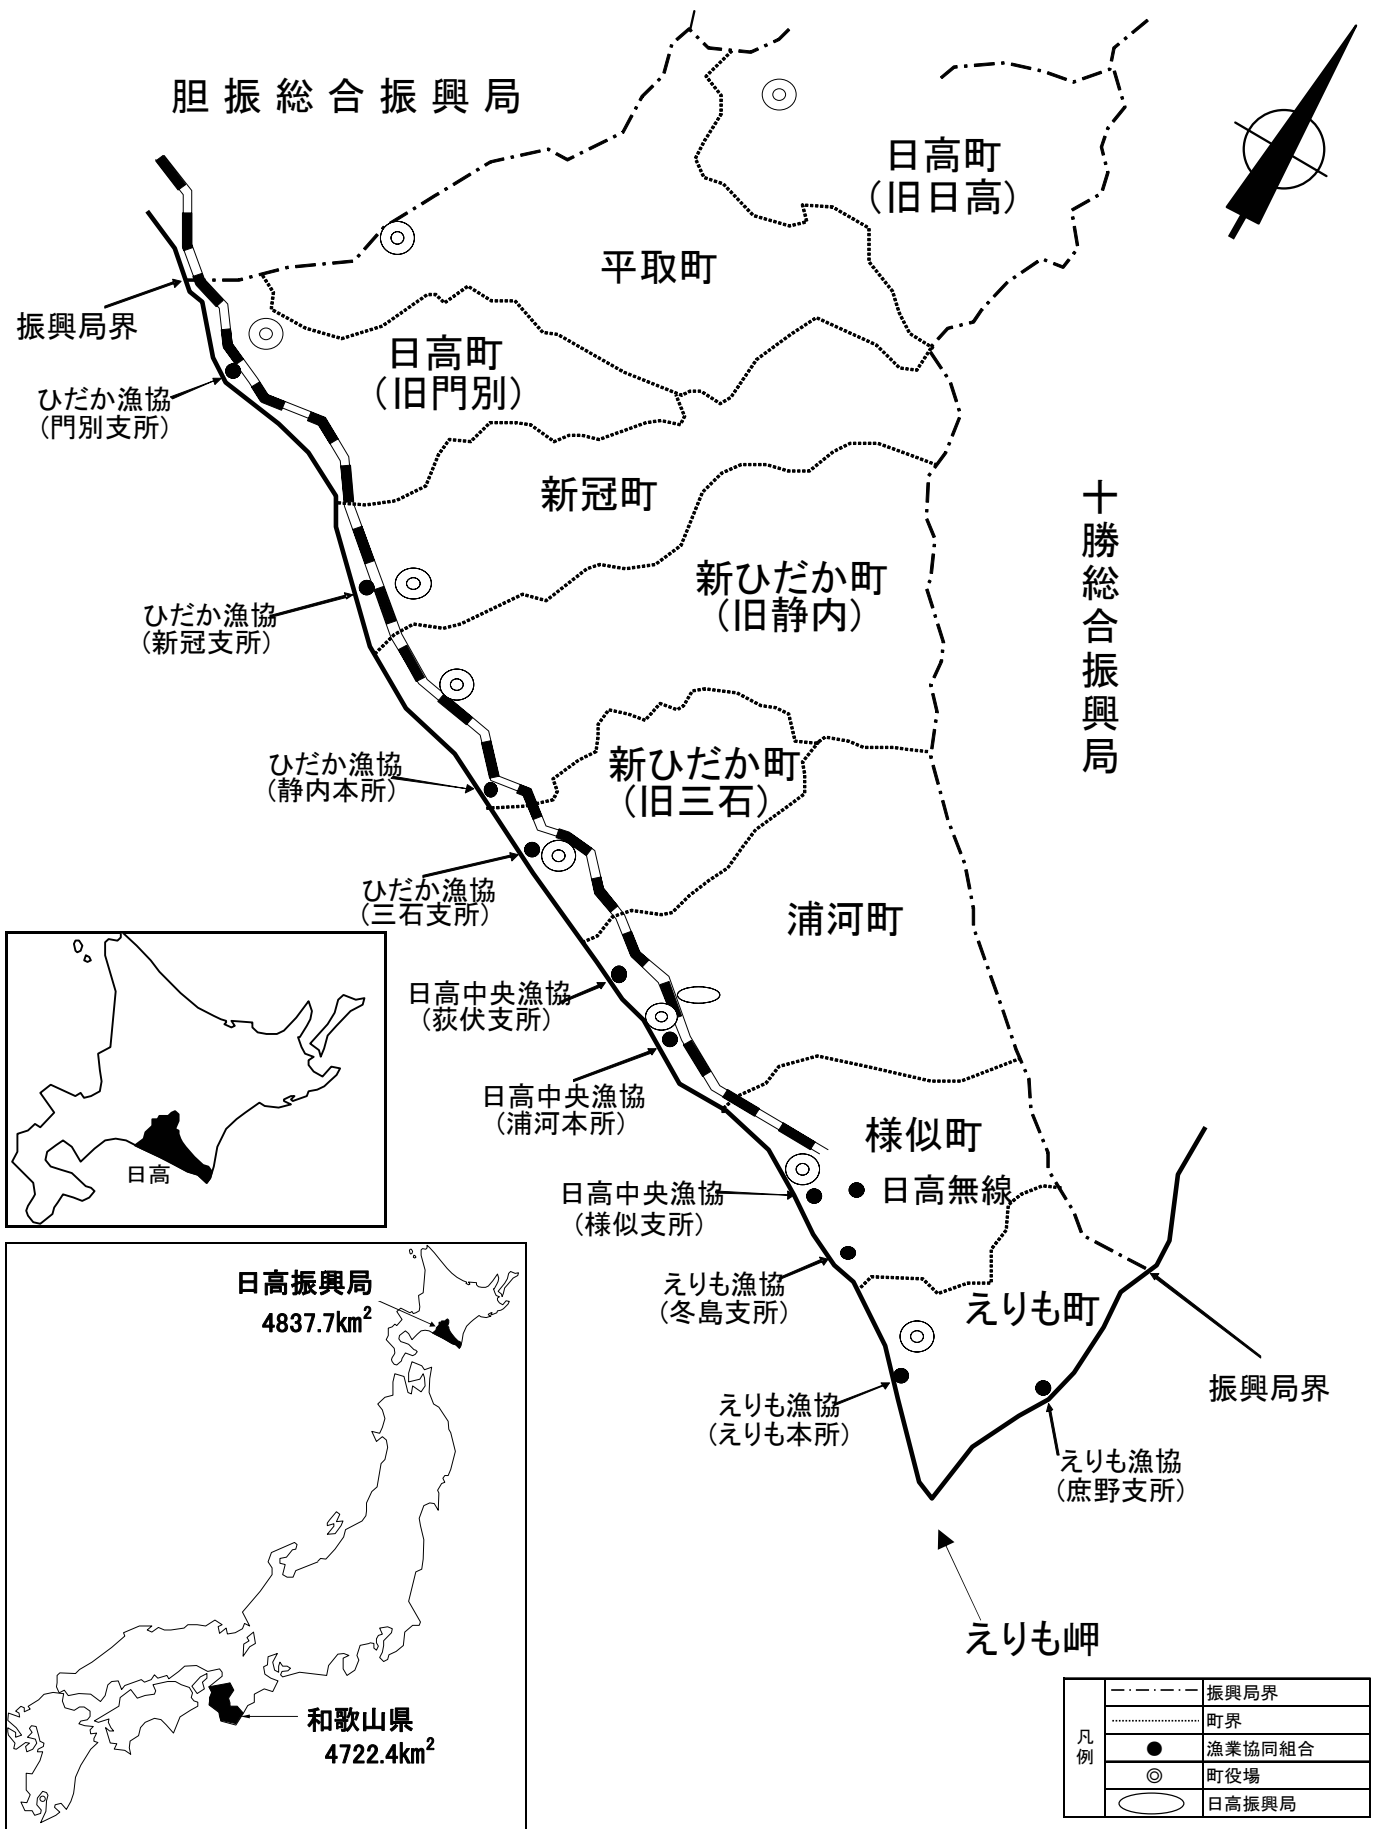 胆振総合振興局
日高町
(旧日高)
平取町
振興局界
日高町
(旧門別)
ひだか漁協
(門別支所)
新冠町
十勝総合振興局
新ひだか町
(旧静内)
ひだか漁協
(新冠支所)
ひだか漁協
(静内本所)
新ひだか町
(旧三石)
ひだか漁協
(三石支所)
浦河町
日高中央漁協
(荻伏支所)
日高中央漁協
(浦河本所)
様似町
日高
日高中央漁協
(様似支所)
日高無線
えりも漁協
(冬島支所)
えりも町
日高振興局
4837.7km²
振興局界
えりも漁協
(えりも本所)
えりも漁協
(庶野支所)
えりも岬
和歌山県
4722.4km²
凡例
振興局界
町界
漁業協同組合
町役場
日高振興局